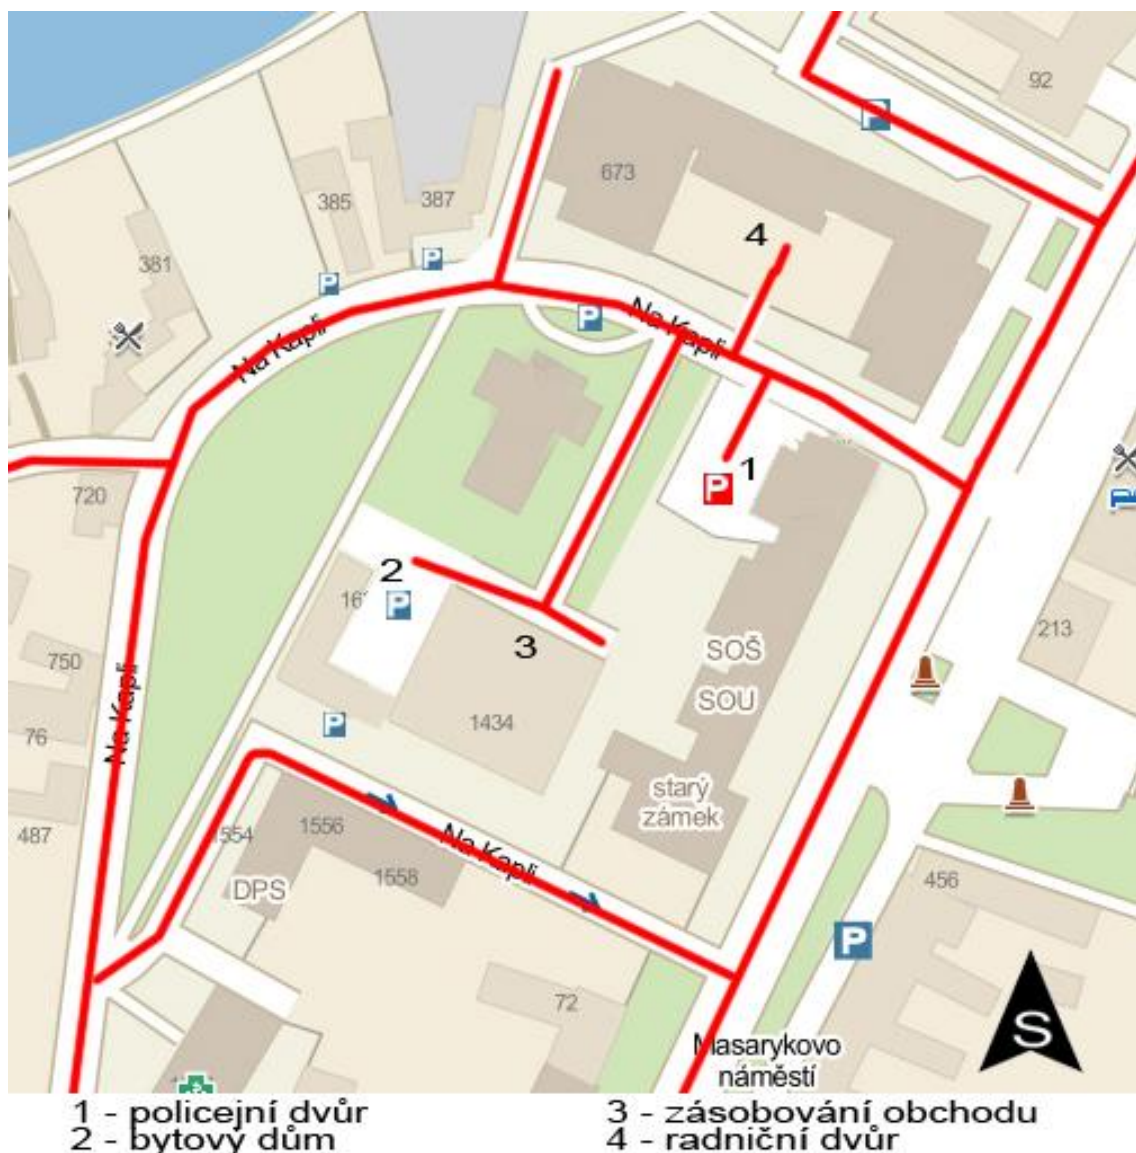 92
P
673
385
387
P
P
4
381
P
Na Kapli
Na Kapli
1
P
720
2
P
3
213
750
SOŠ
SOU
76
Na Kapli
1434
P
starý
zámek
487
1554
1556
Na Kapli
1558
DPS
456
P
72
S
Masarykovo
náměstí
1 - policejní dvůr
2 - bytový dům
3 - zásobování obchodu
4 - radniční dvůr